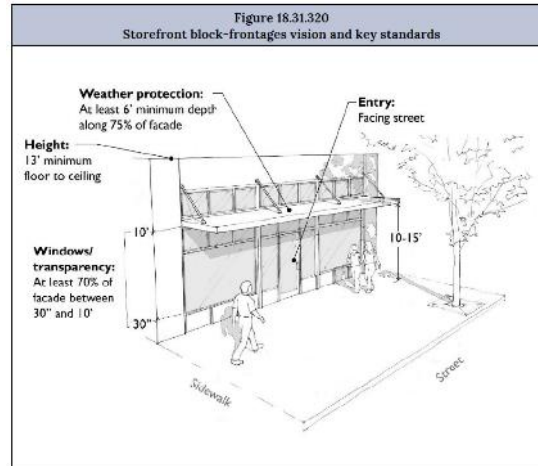 Figure 18.31.320
Storefront block-frontages vision and key standards
Weather protection:
At least 6' minimum depth
along 75% of facade
Entry:
Facing street
Height:
13' minimum
floor to ceiling
10'
10-15'
Windows/
transparency:
At least 70% of
facade between
30" and 10'
30"
Sidewalk
Street